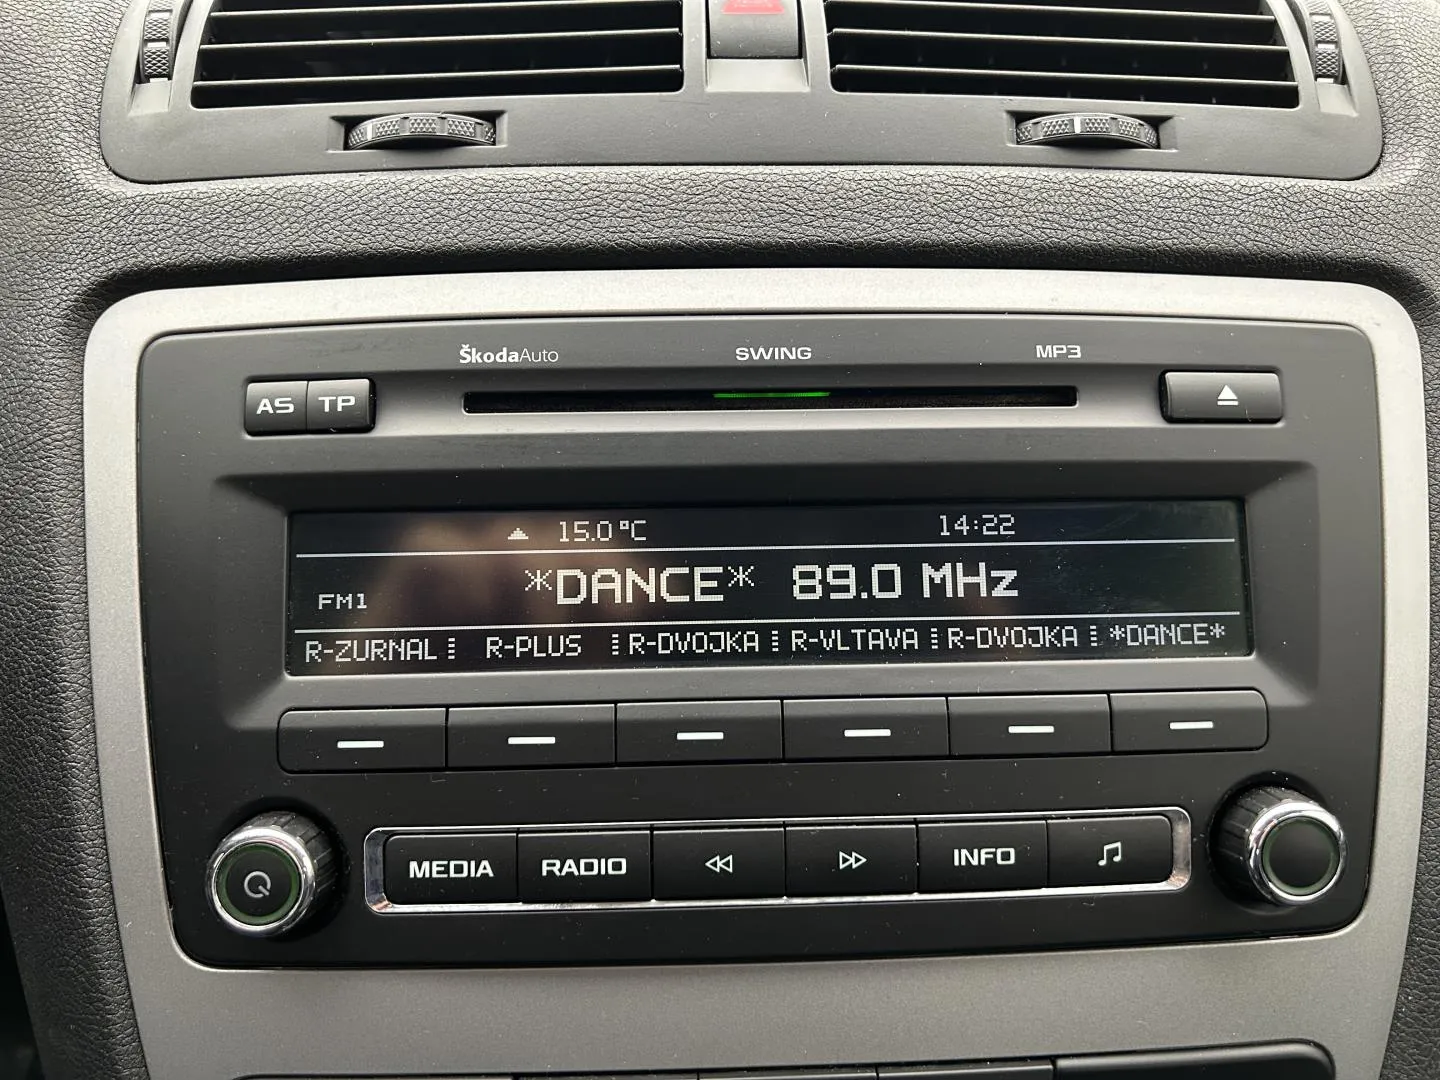 ŠkodaAuto SWING MP3
AS TP
15.0 °C 14:22
FM1 *DANCE* 89.0 MHz
R-ZURNAL R-PLUS R-DVOJKA R-VLTAVA R-DVOJKA *DANCE*
MEDIA RADIO INFO